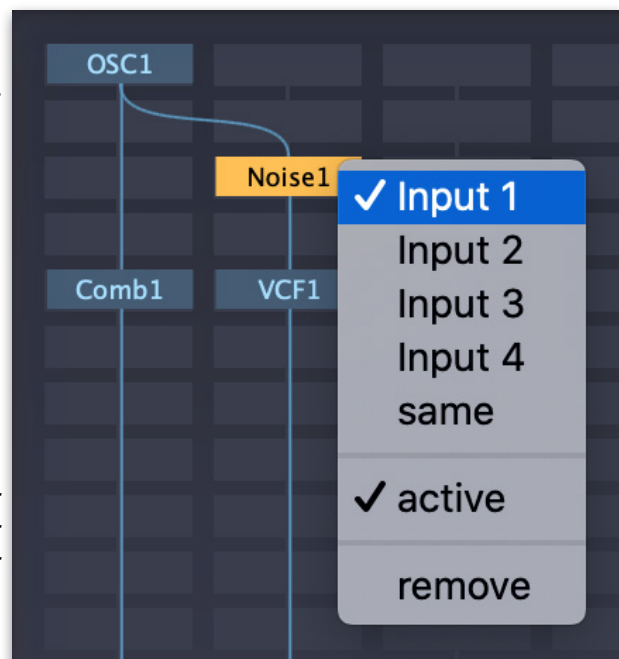 OSC1
Noise1
Comb1 VCF1
✓ Input 1
Input 2
Input 3
Input 4
same
✓ active
remove